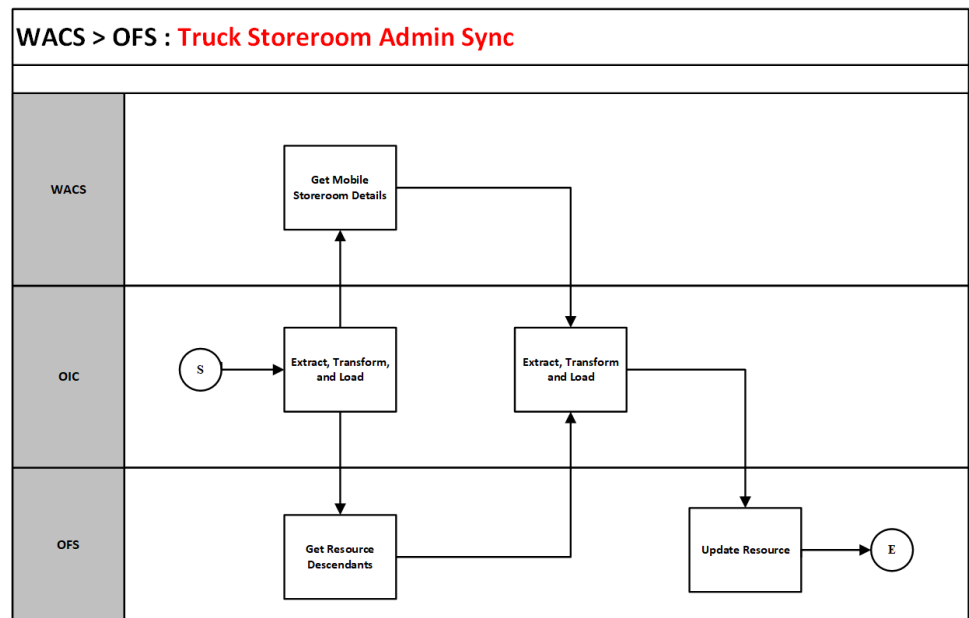 WACS > OFS : Truck Storeroom Admin Sync
WACS
Get Mobile
Storeroom Details
OIC
S
Extract, Transform,
and Load
Extract, Transform
and Load
OFS
Get Resource
Descendants
Update Resource
E